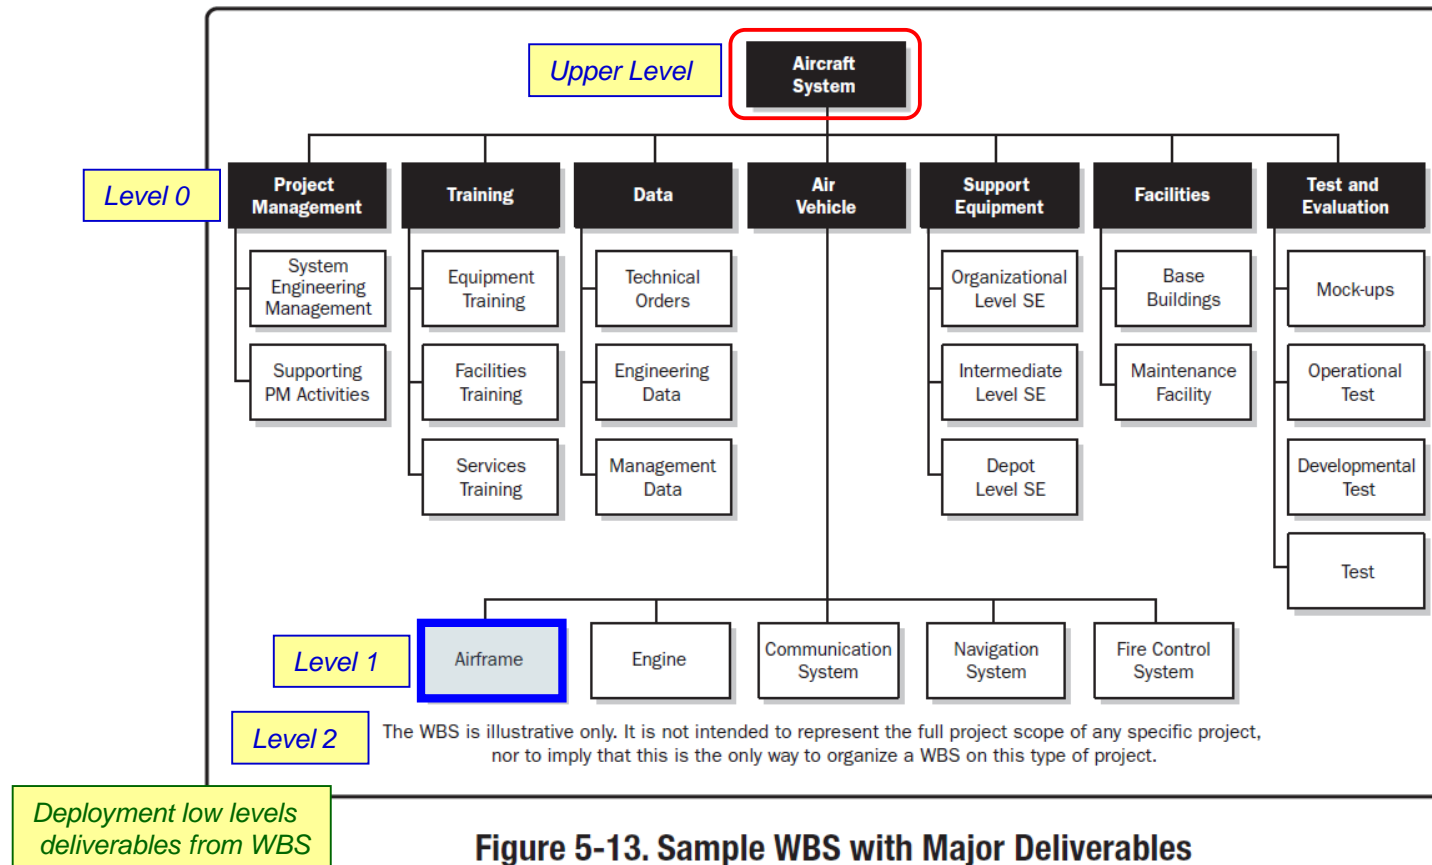 Upper Level
Aircraft
System
Level 0
Project
Management
Training
Data
Air
Vehicle
Support
Equipment
Facilities
Test and
Evaluation
System
Engineering
Management
Equipment
Training
Technical
Orders
Organizational
Level SE
Base
Buildings
Mock-ups
Supporting
PM Activities
Facilities
Training
Engineering
Data
Intermediate
Level SE
Maintenance
Facility
Operational
Test
Services
Training
Management
Data
Depot
Level SE
Developmental
Test
Test
Level 1
Airframe
Engine
Communication
System
Navigation
System
Fire Control
System
Level 2
The WBS is illustrative only. It is not intended to represent the full project scope of any specific project,
nor to imply that this is the only way to organize a WBS on this type of project.
Deployment low levels
deliverables from WBS
Figure 5-13. Sample WBS with Major Deliverables